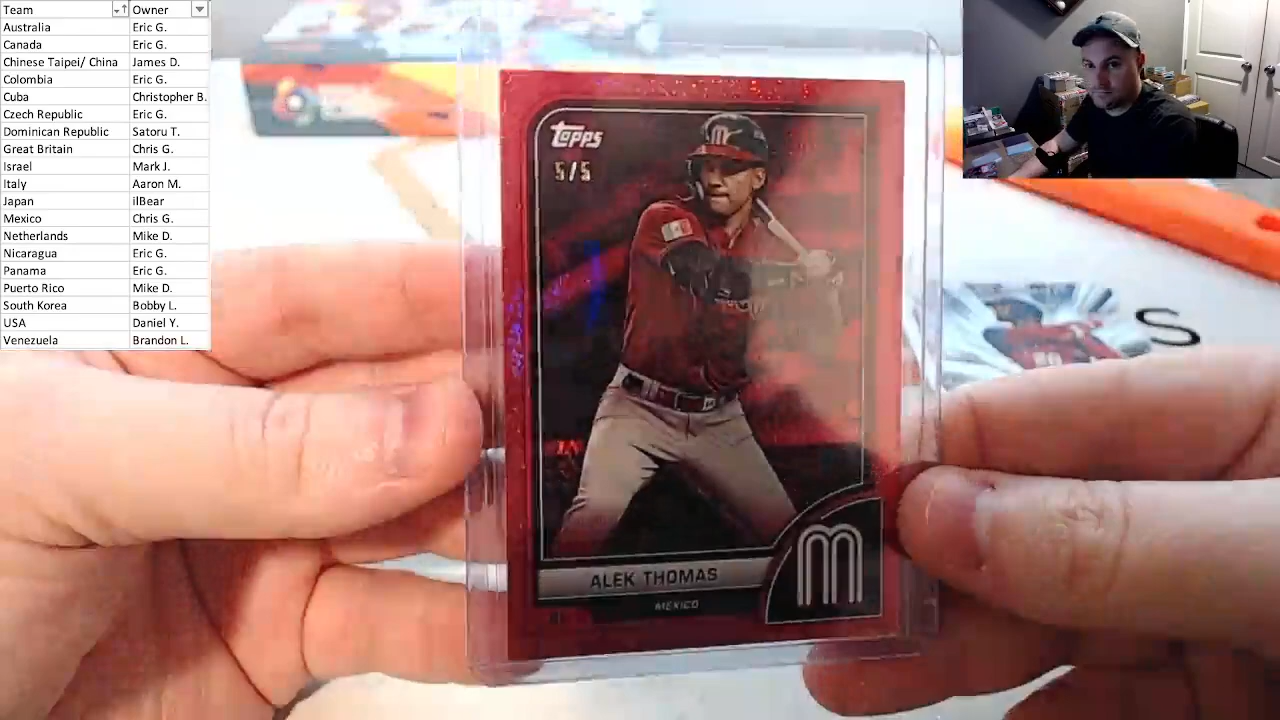 Team Owner
Australia Eric G.
Canada Eric G.
Chinese Taipei/ China James D.
Colombia Eric G.
Cuba Christopher B.
Czech Republic Eric G.
Dominican Republic Satoru T.
Great Britain Chris G.
Israel Mark J.
Italy Aaron M.
Japan ilBear
Mexico Chris G.
Netherlands Mike D.
Nicaragua Eric G.
Panama Eric G.
Puerto Rico Mike D.
South Korea Bobby L.
USA Daniel Y.
Venezuela Brandon L.
Topps
5/5
M
ALEK THOMAS
MEXICO
M
S